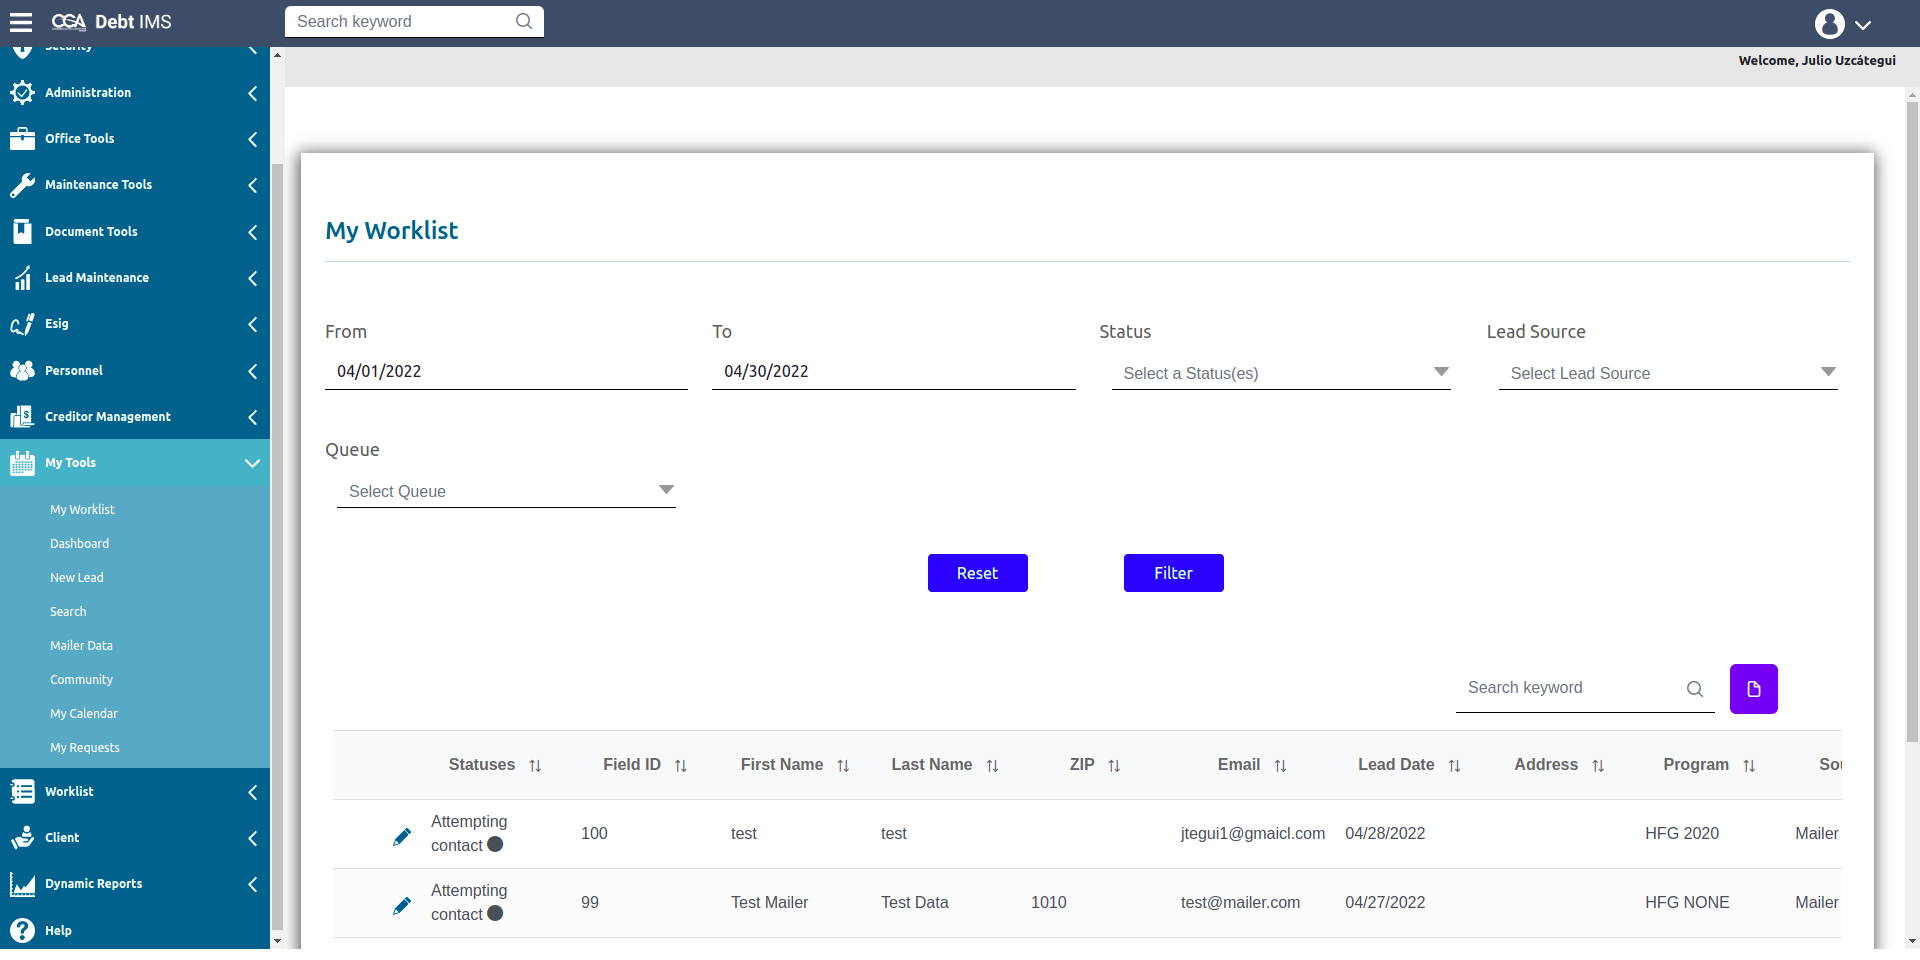 CGA Debt IMS
Search keyword
Welcome, Julio Uzcátegui
Security
Administration
Office Tools
Maintenance Tools
Document Tools
Lead Maintenance
Esig
Personnel
Creditor Management
My Tools
My Worklist
Dashboard
New Lead
Search
Mailer Data
Community
My Calendar
My Requests
Worklist
Client
Dynamic Reports
Help
My Worklist
From To Status Lead Source
04/01/2022 04/30/2022 Select a Status(es) Select Lead Source
Queue
Select Queue
Reset Filter
Search keyword
Statuses Field ID First Name Last Name ZIP Email Lead Date Address Program Sou
Attempting
contact 100 test test jtegui1@gmaicl.com 04/28/2022 HFG 2020 Mailer
Attempting
contact 99 Test Mailer Test Data 1010 test@mailer.com 04/27/2022 HFG NONE Mailer